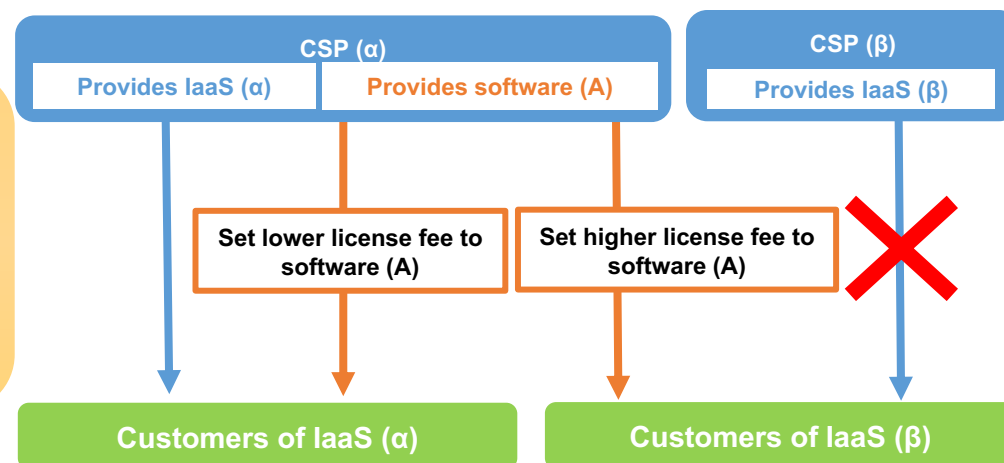 CSP (α)
Provides IaaS (α)
Provides software (A)
CSP (β)
Provides IaaS (β)
Set lower license fee to
software (A)
Set higher license fee to
software (A)
Customers of IaaS (α)
Customers of IaaS (β)